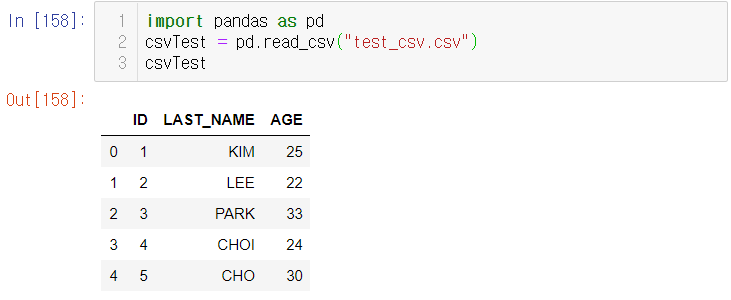 In [158]:
1 import pandas as pd
2 csvTest = pd.read_csv("test_csv.csv")
3 csvTest
Out[158]:
ID LAST_NAME AGE
0 1 KIM 25
1 2 LEE 22
2 3 PARK 33
3 4 CHOI 24
4 5 CHO 30